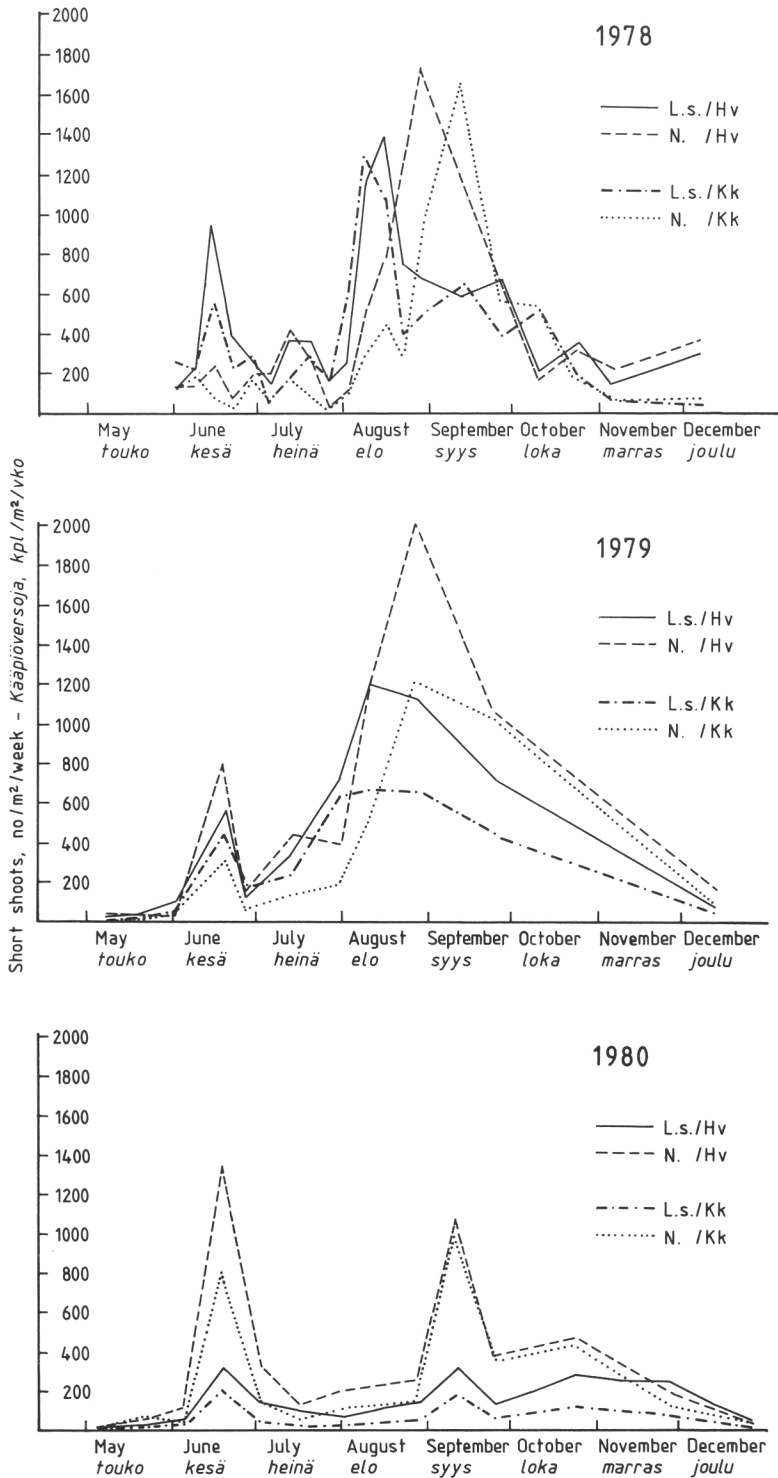 Short shoots, no/m²/week – Kääpiöversoja, kpl/m²/vko
2000
1800
1600
1400
1200
1000
800
600
400
200
1978
L.s./Hv
N. /Hv
L.s./Kk
N. /Kk
May June July August September October November December
touko kesä heinä elo syys loka marras joulu
2000
1800
1600
1400
1200
1000
800
600
400
200
1979
L.s./Hv
N. /Hv
L.s./Kk
N. /Kk
May June July August September October November December
touko kesä heinä elo syys loka marras joulu
2000
1800
1600
1400
1200
1000
800
600
400
200
1980
L.s./Hv
N. /Hv
L.s./Kk
N. /Kk
May June July August September October November December
touko kesä heinä elo syys loka marras joulu